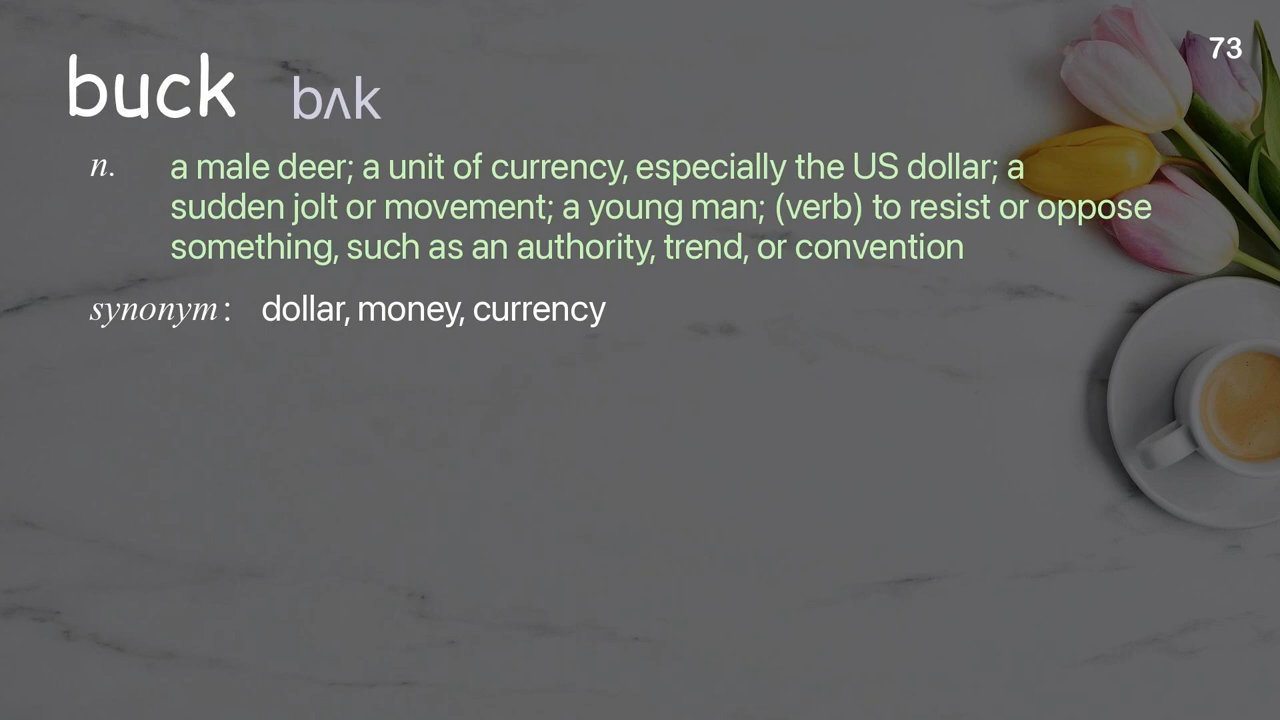 73
buck bʌk
n. a male deer; a unit of currency, especially the US dollar; a
sudden jolt or movement; a young man; (verb) to resist or oppose
something, such as an authority, trend, or convention
synonym: dollar, money, currency